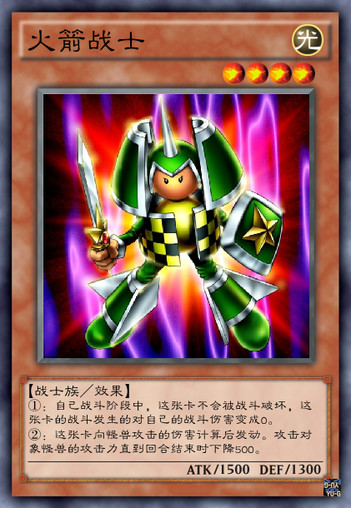 火箭战士
光
【战士族／效果】
①：自己战斗阶段中，这张卡不会被战斗破坏，这
张卡的战斗发生的对自己的战斗伤害变成0。
②：这张卡向怪兽攻击的伤害计算后发动。攻击对
象怪兽的攻击力直到回合结束时下降500。
ATK/1500 DEF/1300
YU-G